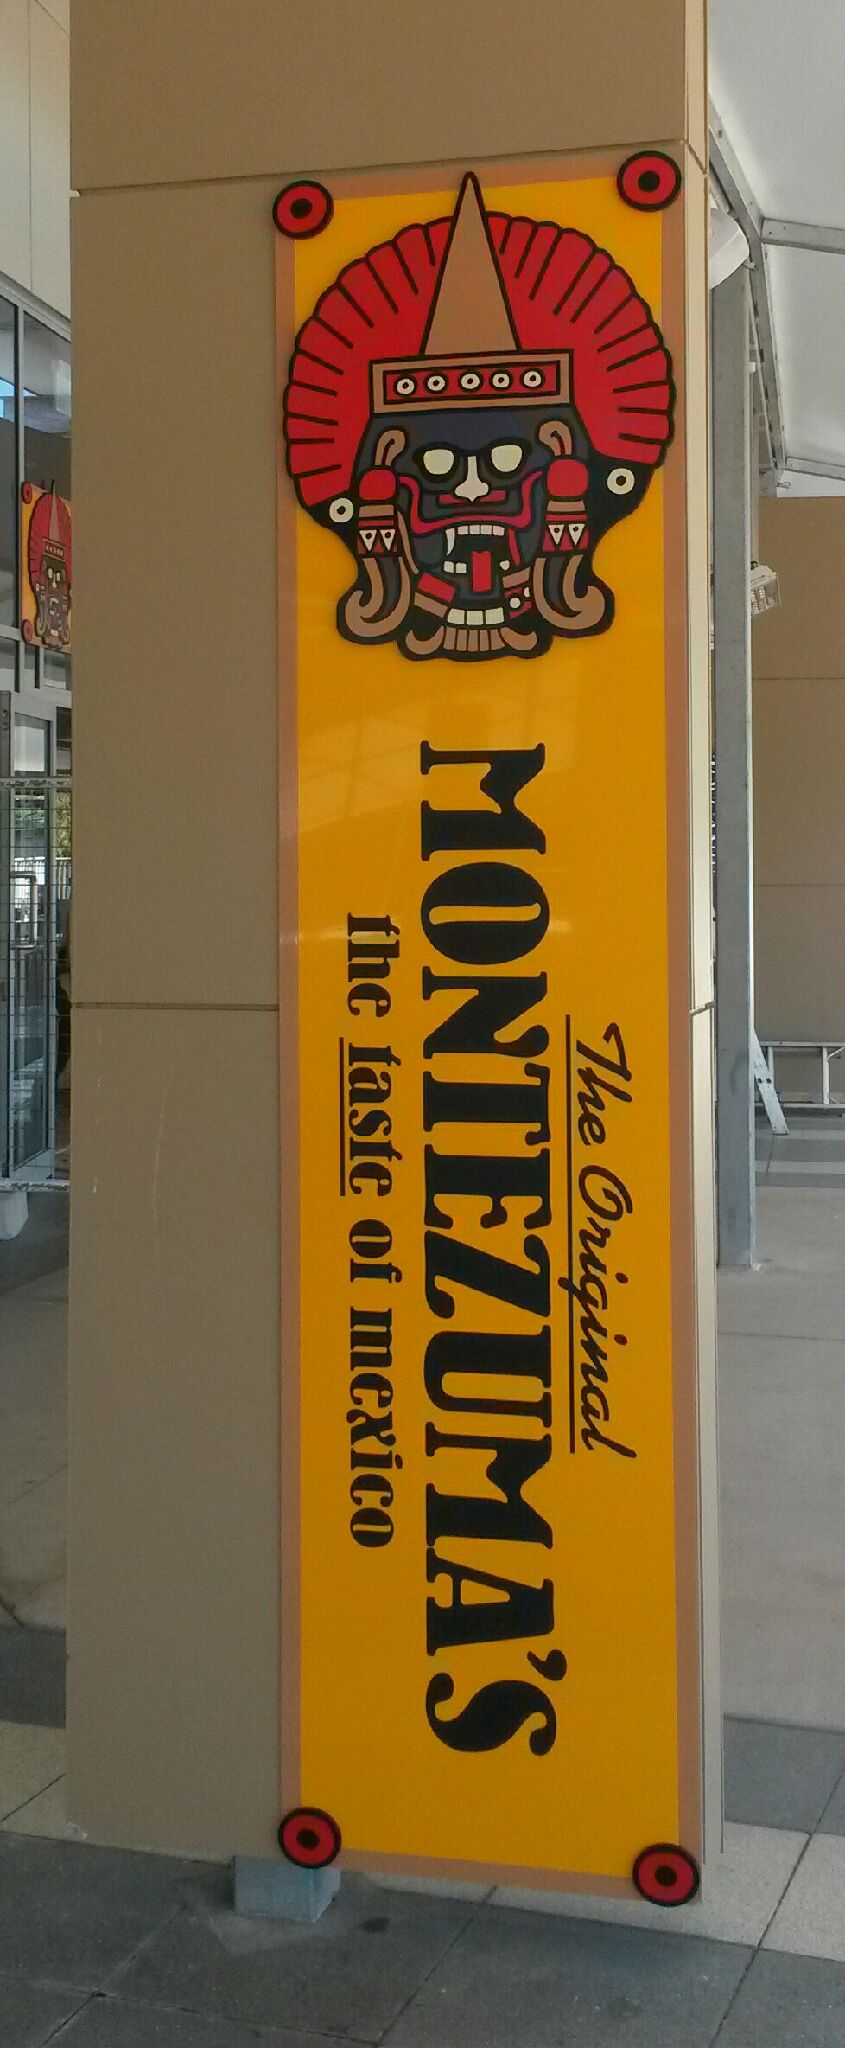 The Original
MONTEZUMA'S
the taste of mexico